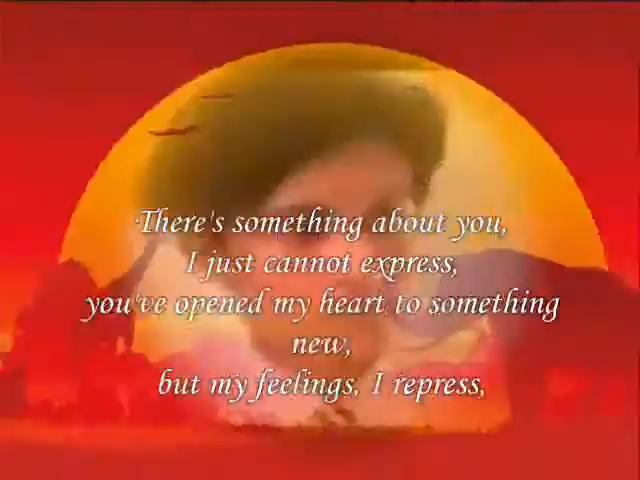 There's something about you,
I just cannot express,
you've opened my heart to something
new,
but my feelings, I repress,